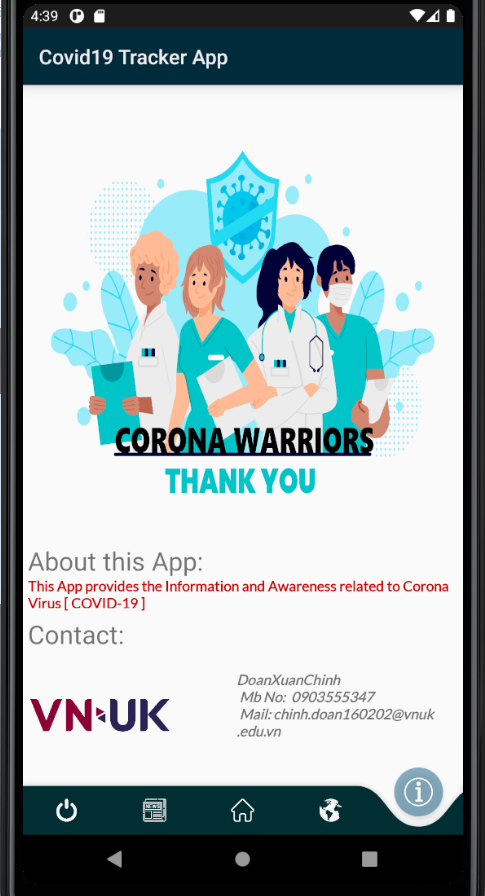 4:39
Covid19 Tracker App
CORONA WARRIORS
THANK YOU
About this App:
This App provides the Information and Awareness related to Corona
Virus [ COVID-19 ]
Contact:
VN-UK
DoanXuanChinh
Mb No: 0903555347
Mail: chinh.doan160202@vnuk
.edu.vn
NEWS